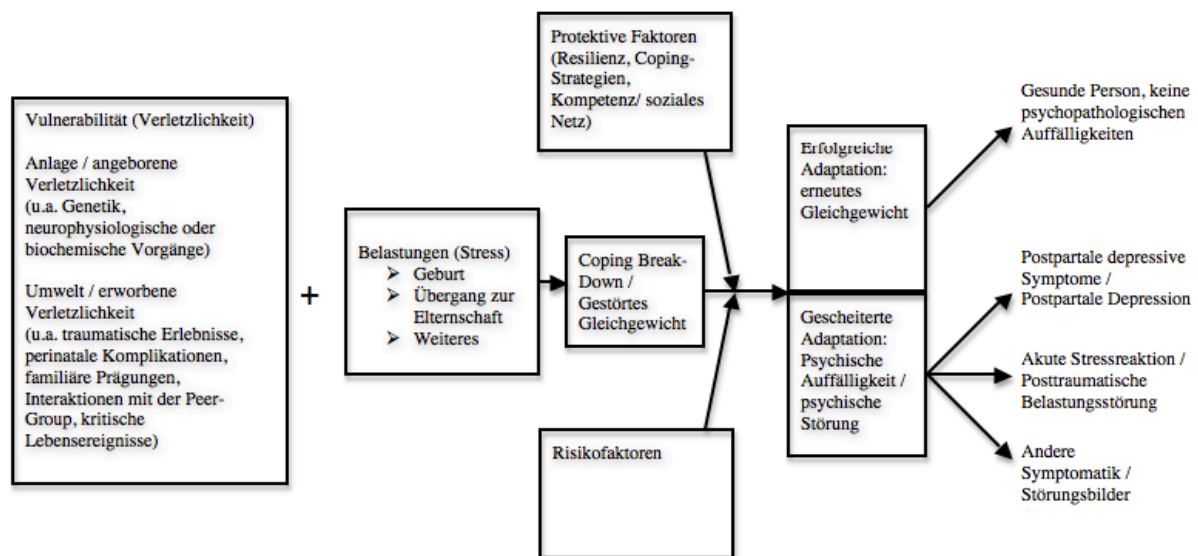 Vulnerabilität (Verletzlichkeit)
Anlage / angeborene
Verletzlichkeit
(u.a. Genetik,
neurophysiologische oder
biochemische Vorgänge)
Umwelt / erworbene
Verletzlichkeit
(u.a. traumatische Erlebnisse,
perinatale Komplikationen,
familiäre Prägungen,
Interaktionen mit der Peer-
Group, kritische
Lebensereignisse)
+
Belastungen (Stress)
➢ Geburt
➢ Übergang zur
Elternschaft
➢ Weiteres
Coping Break-
Down /
Gestörtes
Gleichgewicht
Protektive Faktoren
(Resilienz, Coping-
Strategien,
Kompetenz/ soziales
Netz)
Risikofaktoren
Erfolgreiche
Adaptation:
erneutes
Gleichgewicht
Gescheiterte
Adaptation:
Psychische
Auffälligkeit /
psychische
Störung
Gesunde Person, keine
psychopathologischen
Auffälligkeiten
Postpartale depressive
Symptome /
Postpartale Depression
Akute Stressreaktion /
Posttraumatische
Belastungsstörung
Andere
Symptomatik /
Störungsbilder